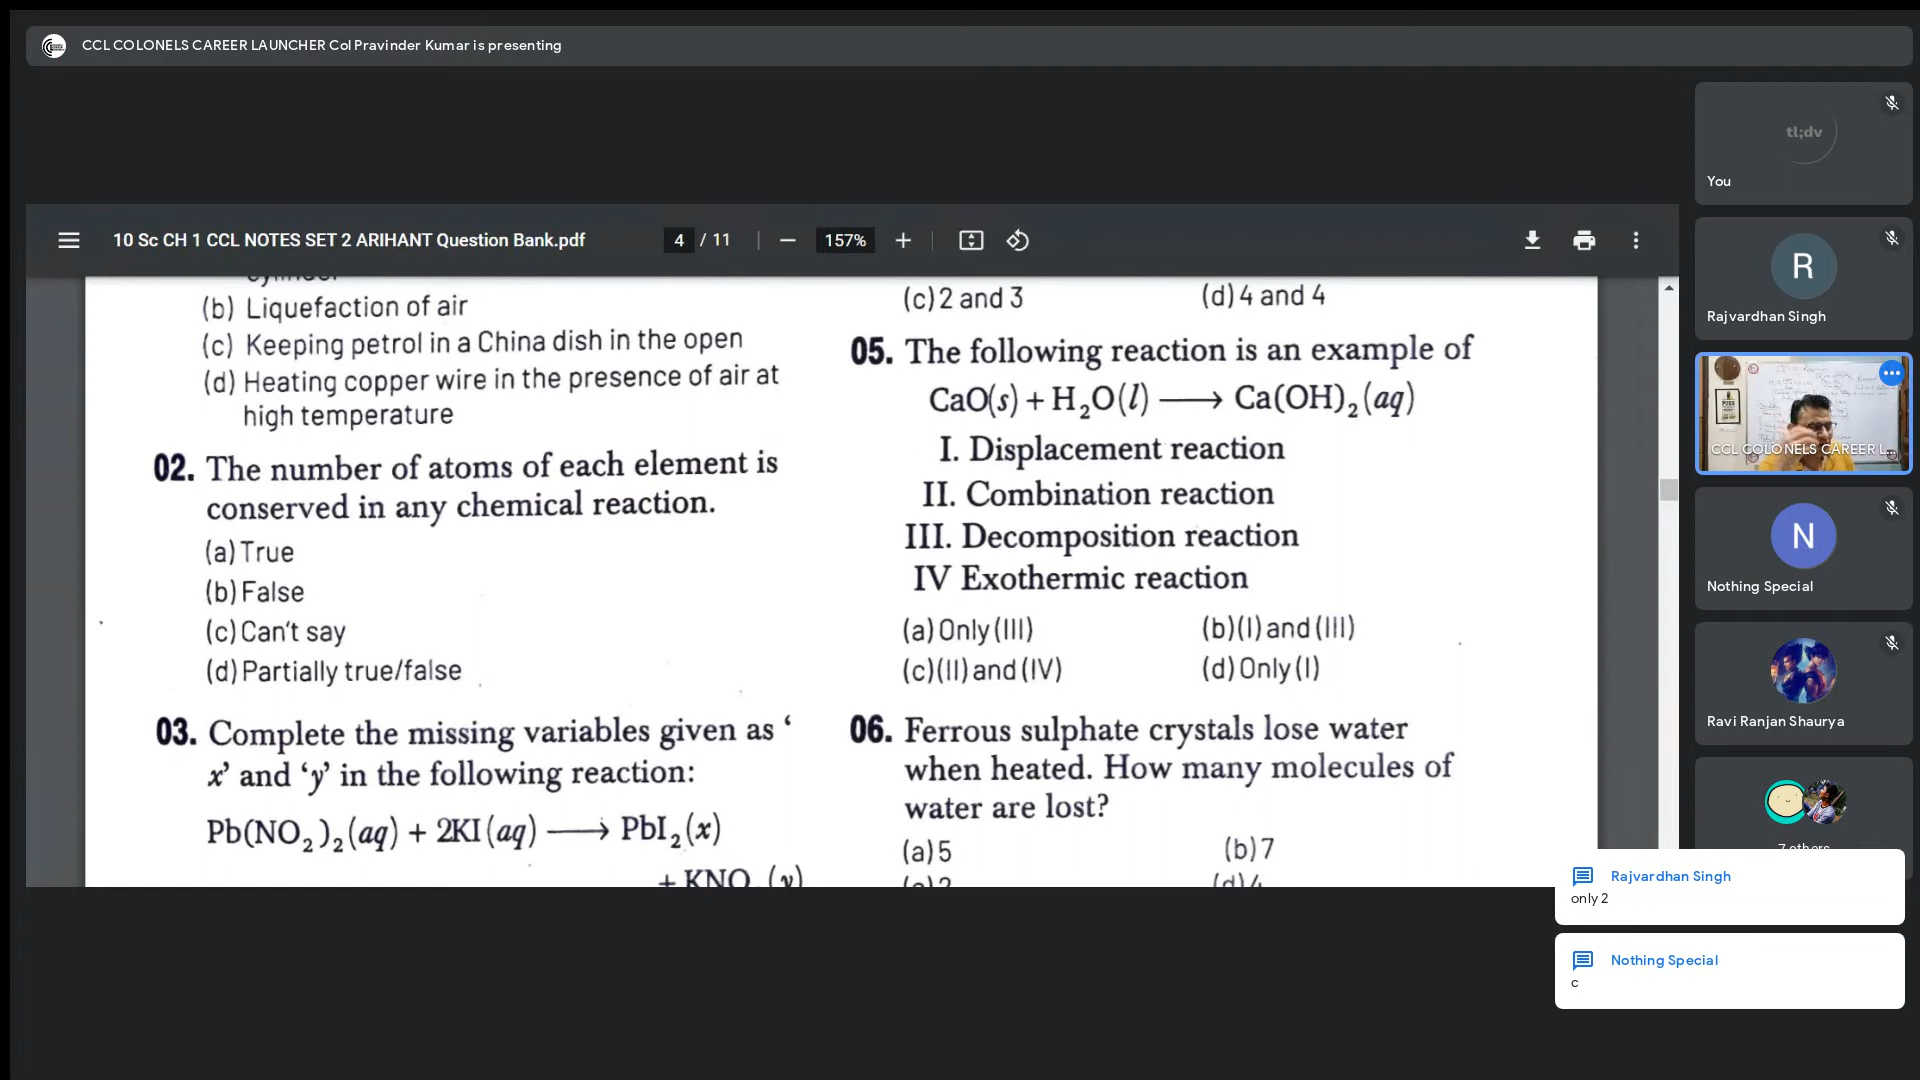 CCL COLONELS CAREER LAUNCHER Col Pravinder Kumar is presenting
10 Sc CH 1 CCL NOTES SET 2 ARIHANT Question Bank.pdf
4 / 11
157%
(b) Liquefaction of air
(c) Keeping petrol in a China dish in the open
(d) Heating copper wire in the presence of air at
high temperature
02. The number of atoms of each element is
conserved in any chemical reaction.
(a) True
(b) False
(c) Can't say
(d) Partially true/false
03. Complete the missing variables given as ‘
x’ and ‘y’ in the following reaction:
Pb(NO₂)₂(aq) + 2KI(aq) ⟶ PbI₂(x)
+ KNO (y)
(c) 2 and 3 (d) 4 and 4
05. The following reaction is an example of
CaO(s) + H₂O(l) ⟶ Ca(OH)₂(aq)
I. Displacement reaction
II. Combination reaction
III. Decomposition reaction
IV Exothermic reaction
(a) Only (III) (b) (I) and (III)
(c) (II) and (IV) (d) Only (I)
06. Ferrous sulphate crystals lose water
when heated. How many molecules of
water are lost?
(a) 5 (b) 7
tl;dv
You
R
Rajvardhan Singh
CCL COLONELS CAREER L...
N
Nothing Special
Ravi Ranjan Shaurya
7 others
Rajvardhan Singh
only 2
Nothing Special
c